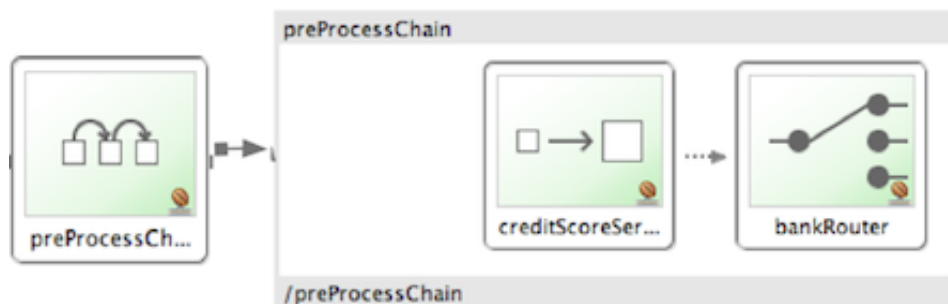 preProcessChain
preProcessCh...
creditScoreSer...
bankRouter
/preProcessChain